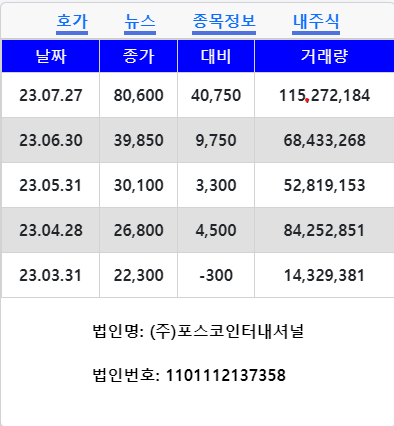 호가 뉴스 종목정보 내주식
날짜 종가 대비 거래량
23.07.27 80,600 40,750 115,272,184
23.06.30 39,850 9,750 68,433,268
23.05.31 30,100 3,300 52,819,153
23.04.28 26,800 4,500 84,252,851
23.03.31 22,300 -300 14,329,381
법인명: (주)포스코인터내셔널
법인번호: 1101112137358